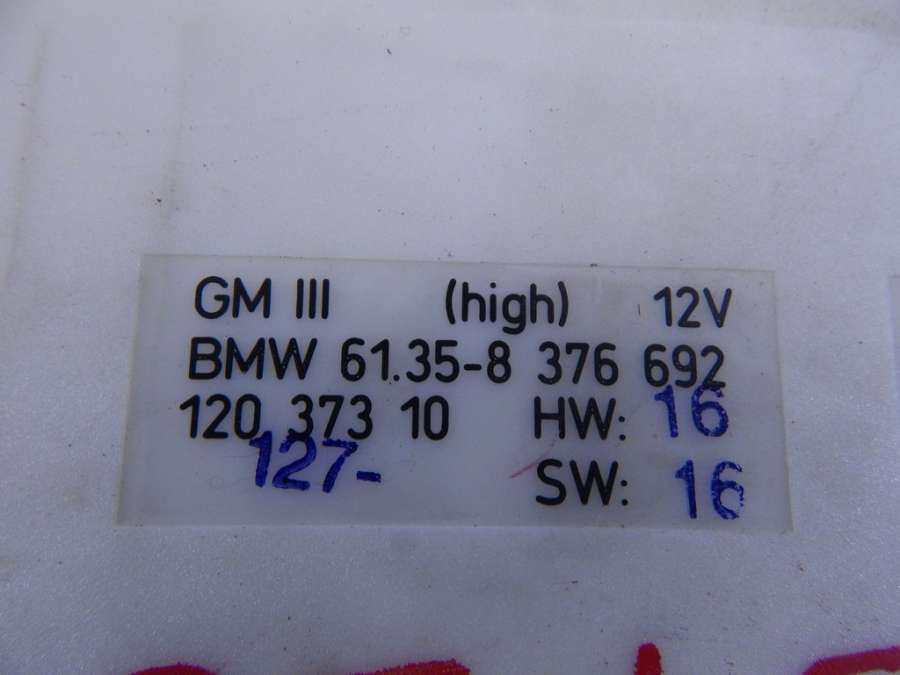 GM III (high) 12V
BMW 61.35-8 376 692
120 373 10 HW: 16
127-
SW: 16